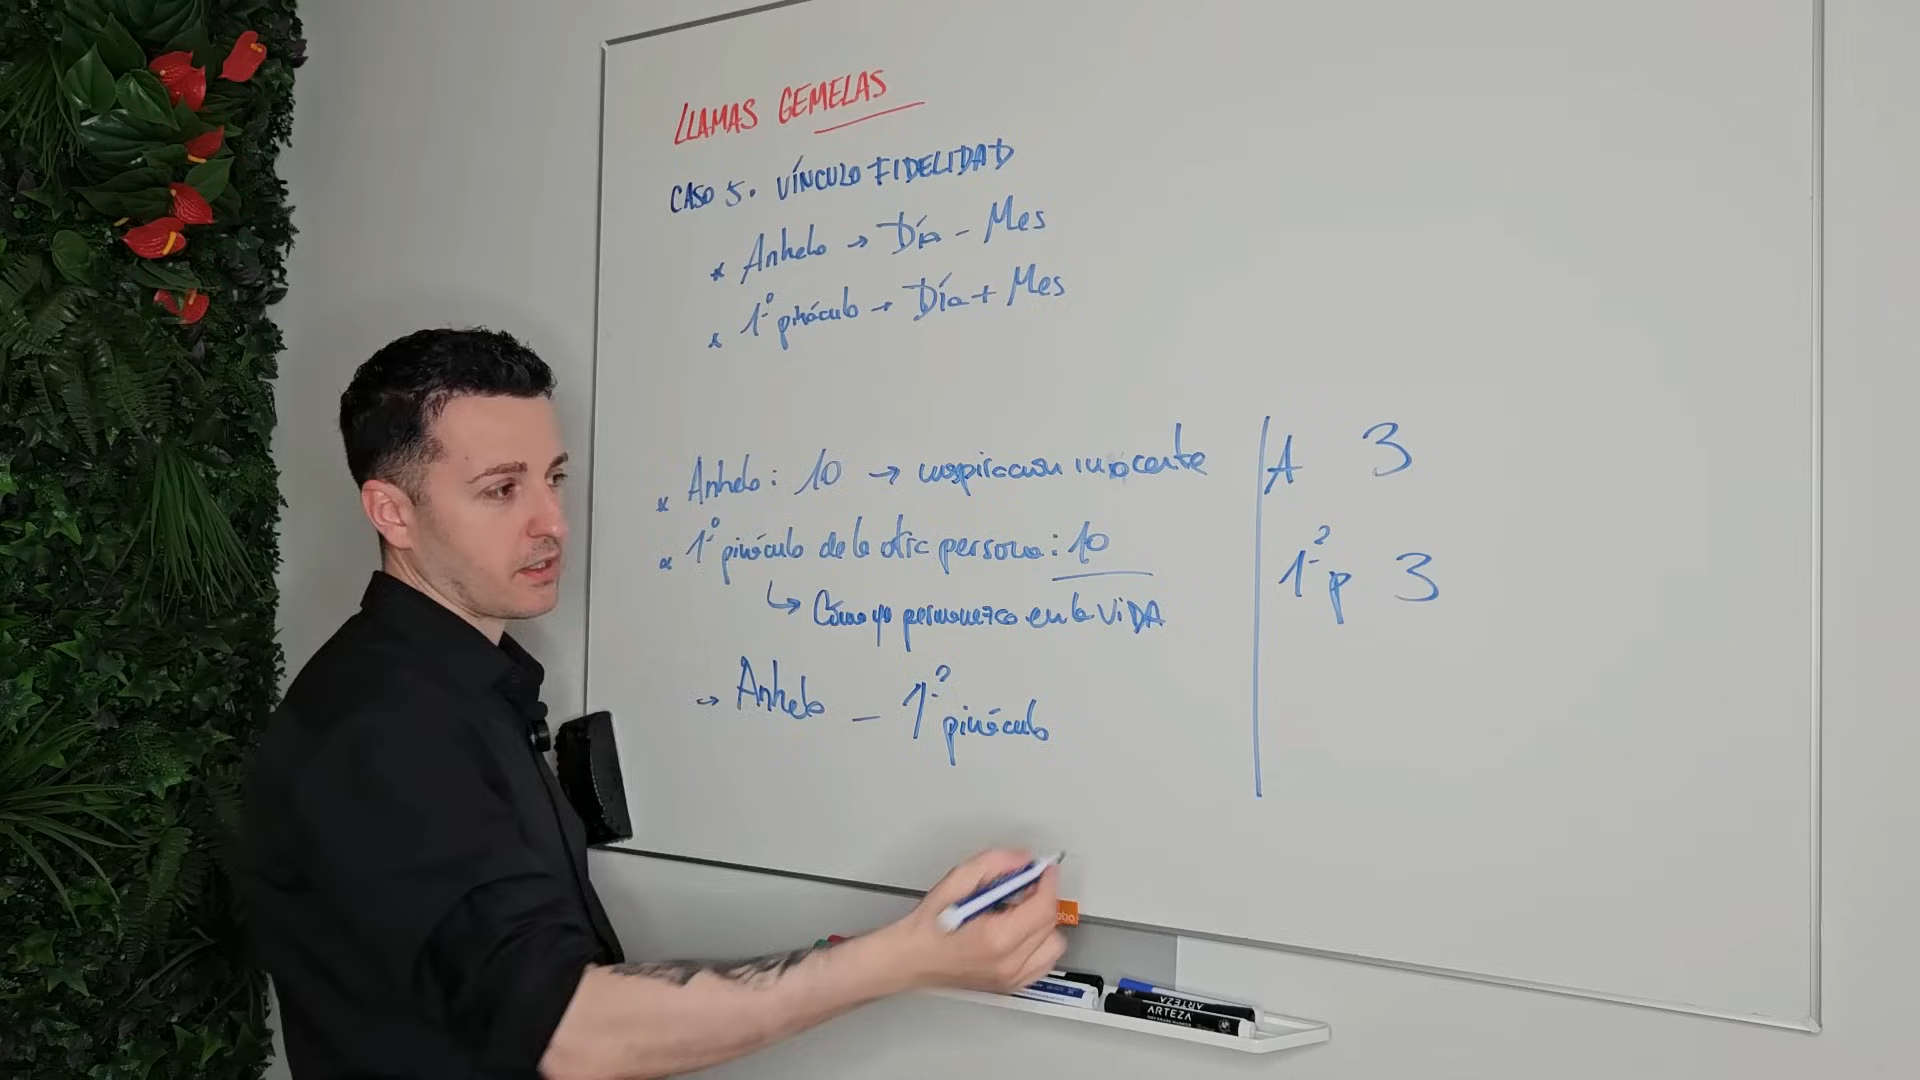 LLAMAS GEMELAS
CASO 5. VÍNCULO FIDELIDAD
* Anhelo → Día - Mes
* 1º pináculo → Día + Mes
* Anhelo: 10 → inspiración inocente
* 1º pináculo de la otra persona: 10
↳ Cómo yo permanezco en la ViDA
→ Anhelo - 1º pináculo
A 3
1º p 3
ARTEZA
ARTEZA